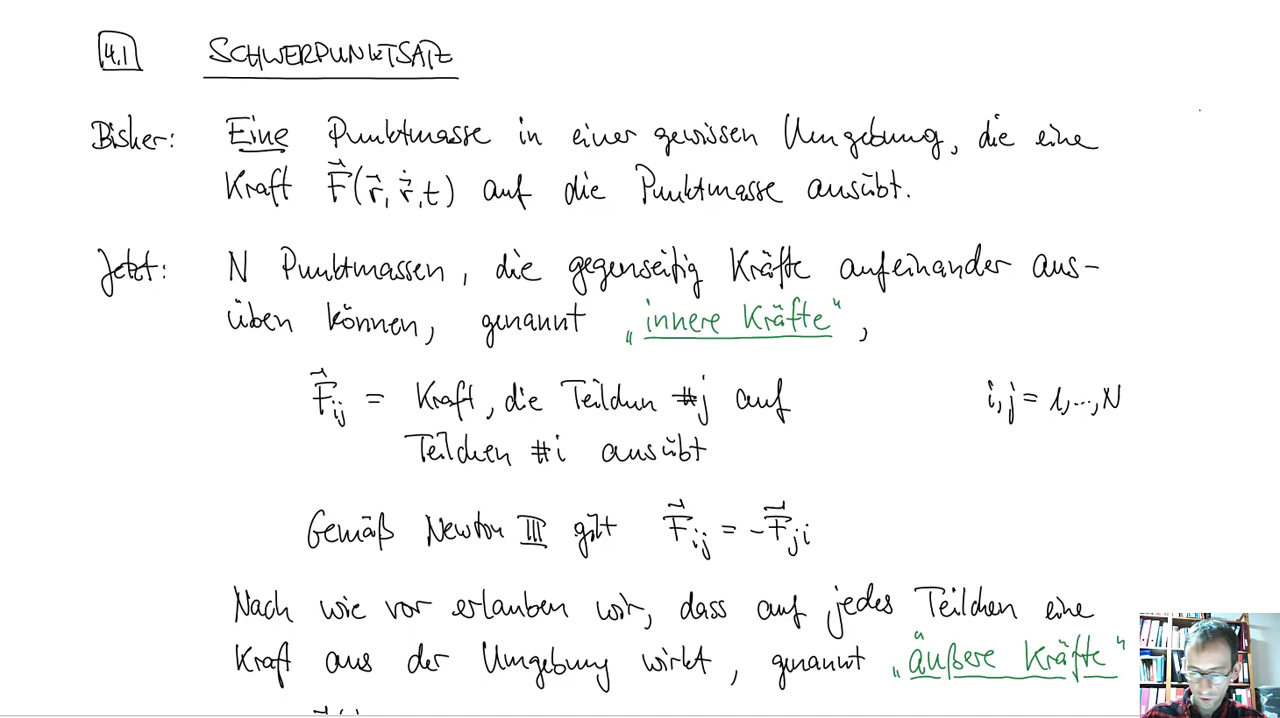 4.1 SCHWERPUNKTSATZ
Bisher: Eine Punktmasse in einer gewissen Umgebung, die eine
Kraft F⃗(r⃗, ṙ⃗, t) auf die Punktmasse ausübt.
Jetzt: N Punktmassen, die gegenseitig Kräfte aufeinander aus-
üben können, genannt „innere Kräfte“,
F⃗ij = Kraft, die Teilchen #j auf i,j = 1,...,N
Teilchen #i ausübt
Gemäß Newton III gilt F⃗ij = -F⃗ji
Nach wie vor erlauben wir, dass auf jedes Teilchen eine
Kraft aus der Umgebung wirkt, genannt „äußere Kräfte“